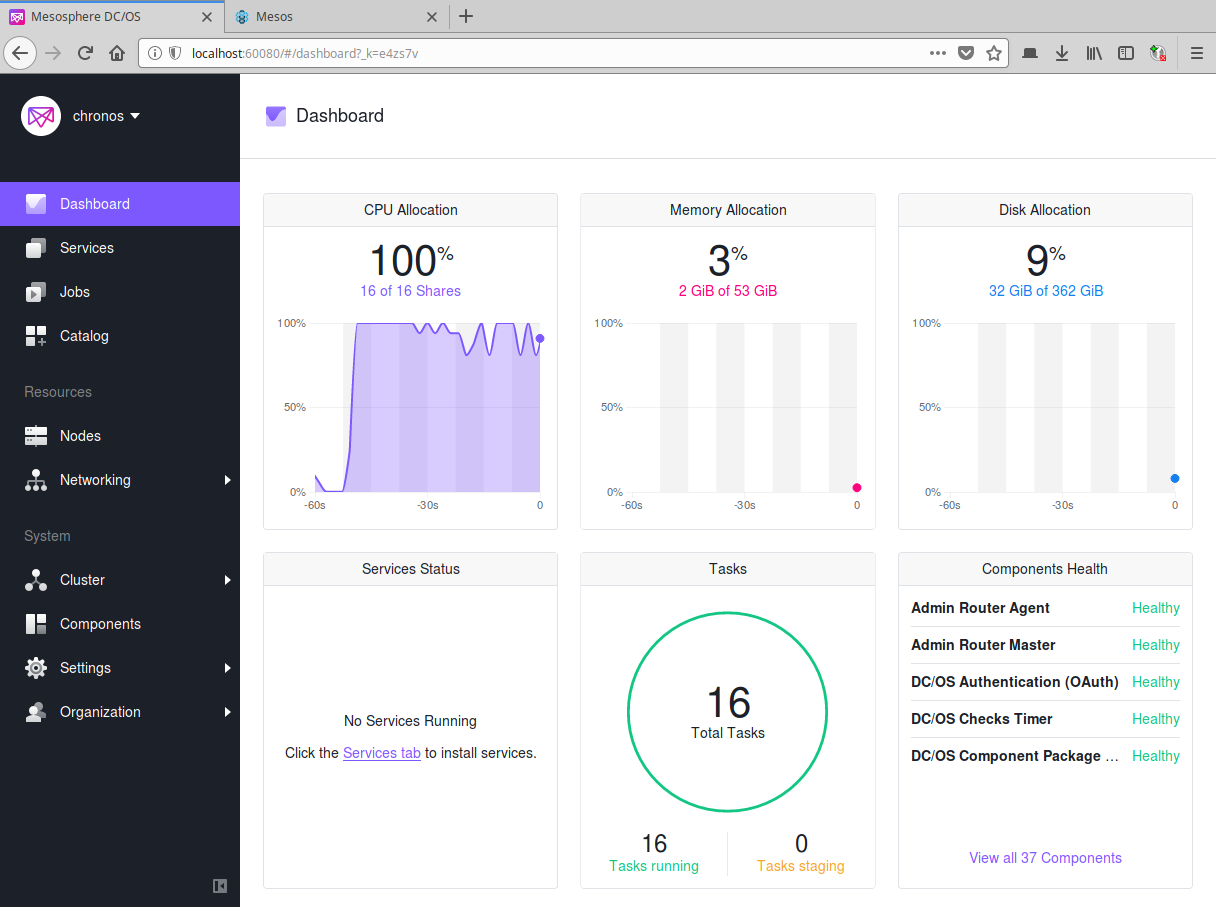 Mesosphere DC/OS
Mesos
localhost:60080/#/dashboard?_k=e4zs7v
chronos
Dashboard
Services
Jobs
Catalog
Resources
Nodes
Networking
System
Cluster
Components
Settings
Organization
Dashboard
CPU Allocation
100%
16 of 16 Shares
100%
50%
0%
-60s -30s 0
Memory Allocation
3%
2 GiB of 53 GiB
100%
50%
0%
-60s -30s 0
Disk Allocation
9%
32 GiB of 362 GiB
100%
50%
0%
-60s -30s 0
Services Status
No Services Running
Click the Services tab to install services.
Tasks
16
Total Tasks
16
Tasks running
0
Tasks staging
Components Health
Admin Router Agent Healthy
Admin Router Master Healthy
DC/OS Authentication (OAuth) Healthy
DC/OS Checks Timer Healthy
DC/OS Component Package ... Healthy
View all 37 Components